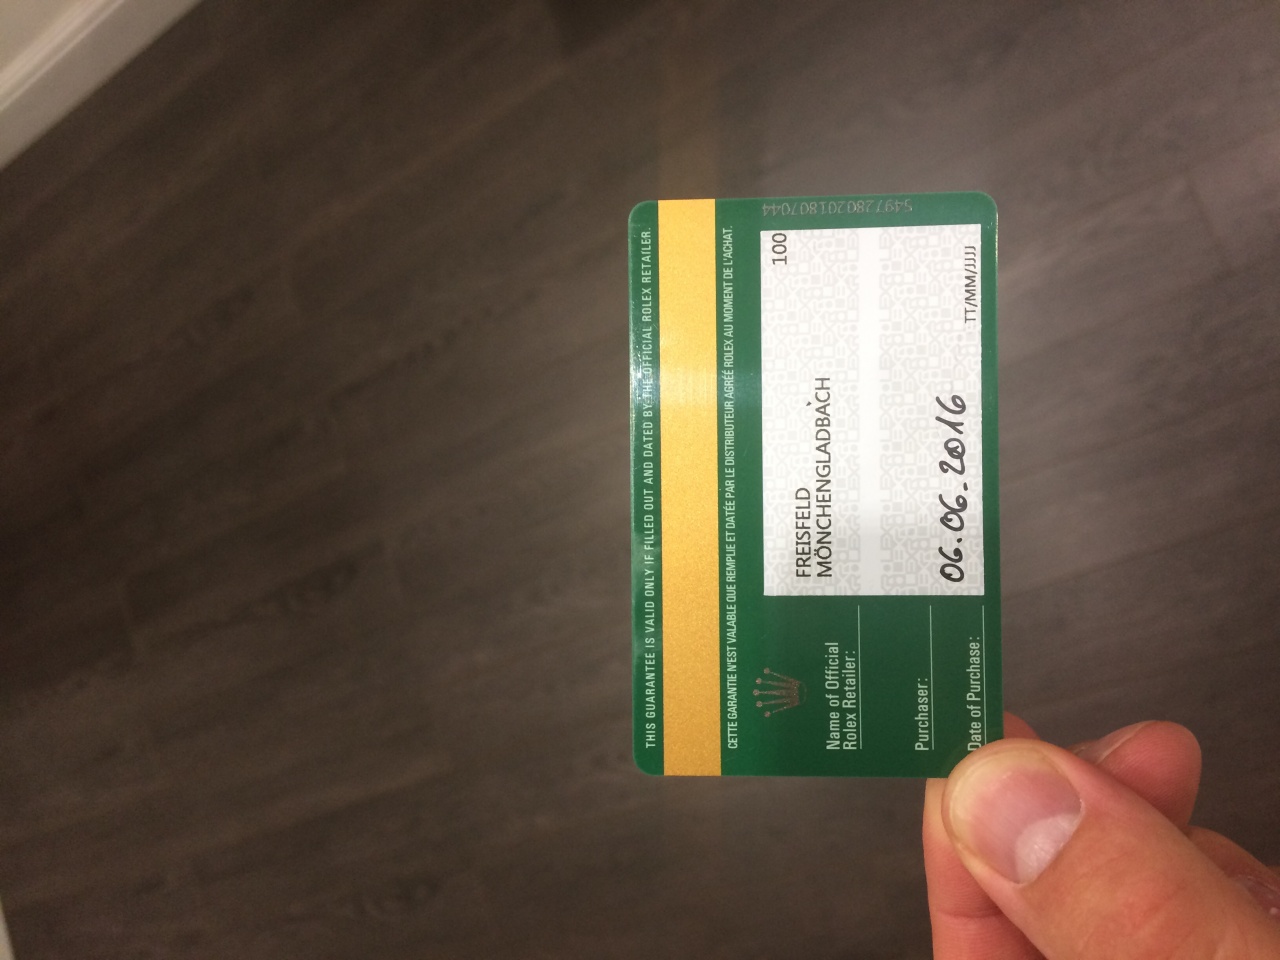 THIS GUARANTEE IS VALID ONLY IF FILLED OUT AND DATED BY THE OFFICIAL ROLEX RETAILER.
CETTE GARANTIE N'EST VALABLE QUE REMPLIE ET DATÉE PAR LE DISTRIBUTEUR AGRÉÉ ROLEX AU MOMENT DE L'ACHAT.
100
FREISFELD
MÖNCHENGLADBACH
Name of Official
Rolex Retailer:
Purchaser:
Date of Purchase: 06.06.2016 TT/MM/JJJJ